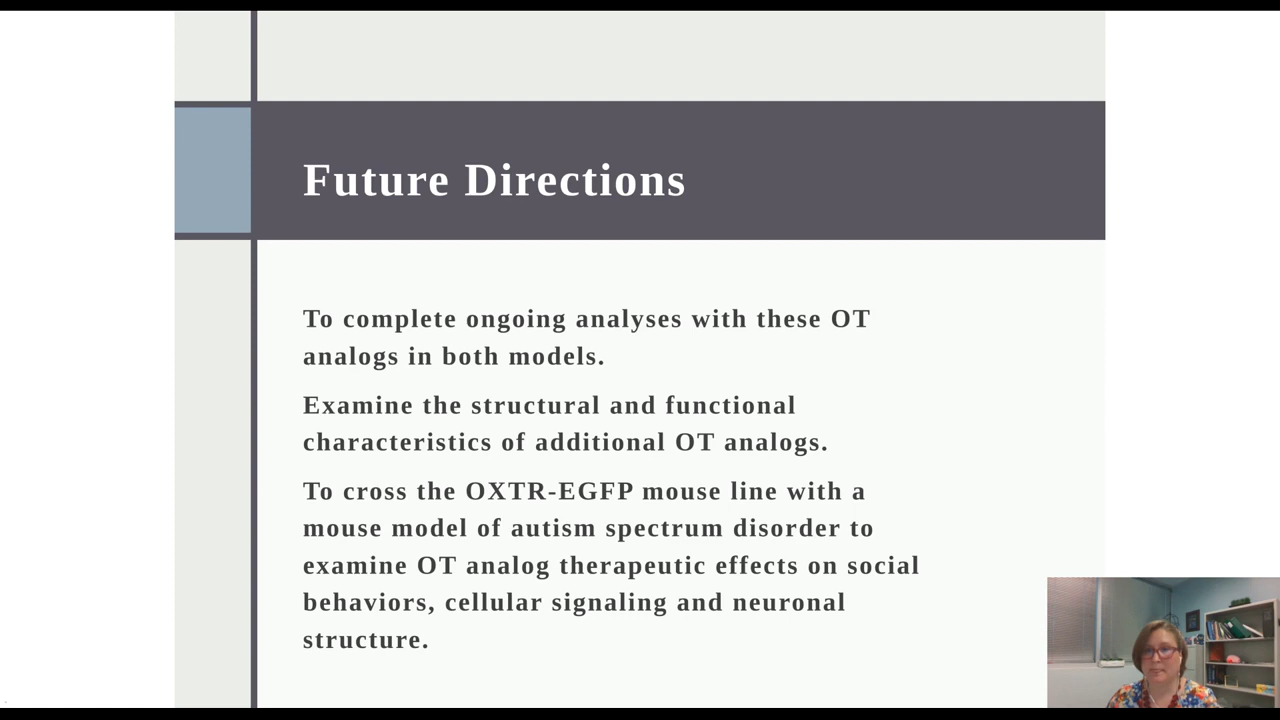 Future Directions
To complete ongoing analyses with these OT
analogs in both models.
Examine the structural and functional
characteristics of additional OT analogs.
To cross the OXTR-EGFP mouse line with a
mouse model of autism spectrum disorder to
examine OT analog therapeutic effects on social
behaviors, cellular signaling and neuronal
structure.